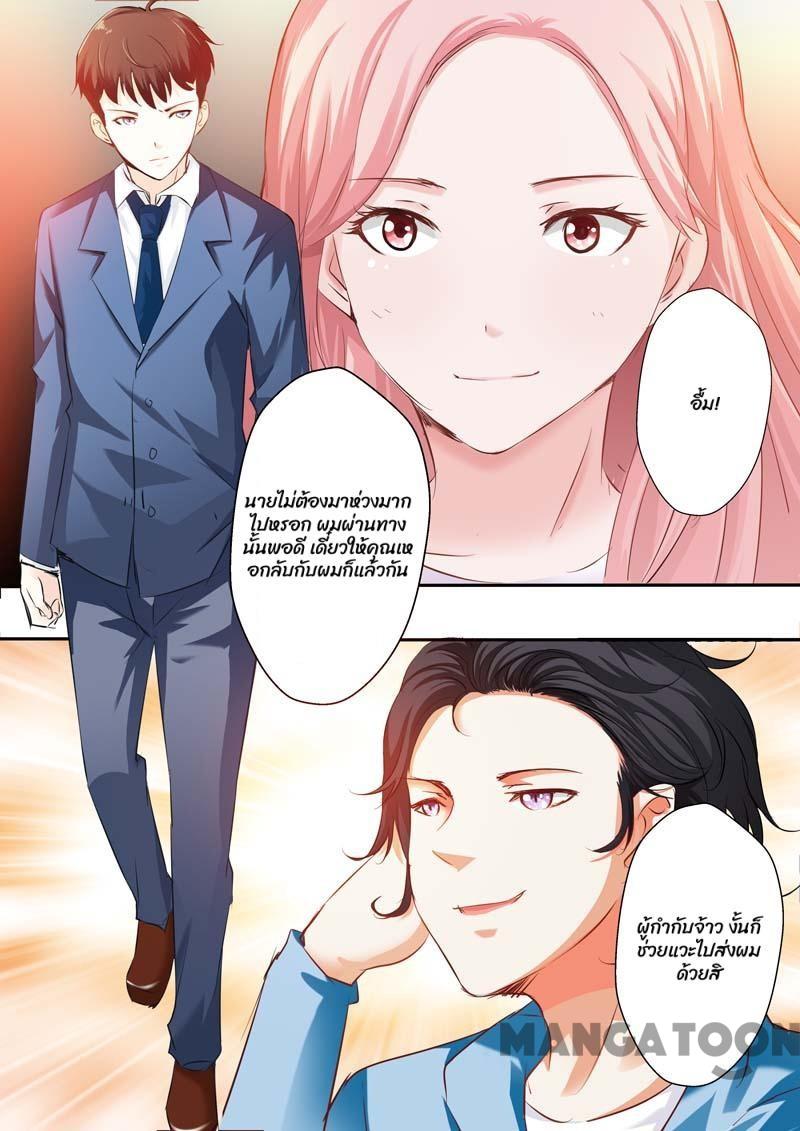 อื้ม!
นายไม่ต้องมาห่วงมาก
ไปหรอก ผมผ่านทาง
นั้นพอดี เดี๋ยวให้คุณเห
อกลับกับผมก็แล้วกัน
ผู้กำกับจ้าว งั้นก็
ช่วยแวะไปส่งผม
ด้วยสิ
MANGATOON